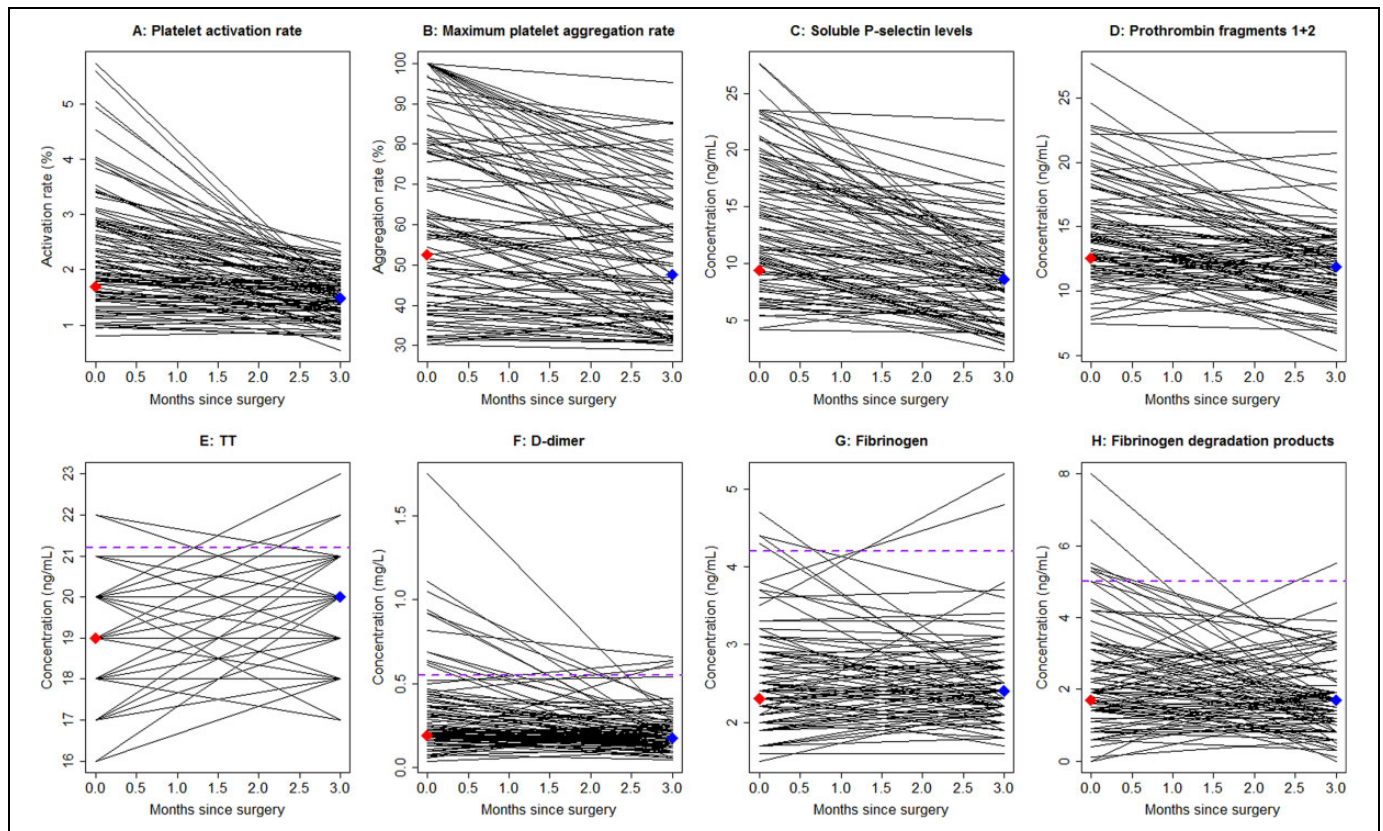 A: Platelet activation rate
Activation rate (%)
5
4
3
2
1
0.0 0.5 1.0 1.5 2.0 2.5 3.0
Months since surgery
B: Maximum platelet aggregation rate
Aggregation rate (%)
100
90
80
70
60
50
40
30
0.0 0.5 1.0 1.5 2.0 2.5 3.0
Months since surgery
C: Soluble P-selectin levels
Concentration (ng/mL)
25
20
15
10
5
0.0 0.5 1.0 1.5 2.0 2.5 3.0
Months since surgery
D: Prothrombin fragments 1+2
Concentration (ng/mL)
25
20
15
10
5
0.0 0.5 1.0 1.5 2.0 2.5 3.0
Months since surgery
E: TT
Concentration (ng/mL)
23
22
21
20
19
18
17
16
0.0 0.5 1.0 1.5 2.0 2.5 3.0
Months since surgery
F: D-dimer
Concentration (mg/L)
1.5
1.0
0.5
0.0
0.0 0.5 1.0 1.5 2.0 2.5 3.0
Months since surgery
G: Fibrinogen
Concentration (ng/mL)
5
4
3
2
0.0 0.5 1.0 1.5 2.0 2.5 3.0
Months since surgery
H: Fibrinogen degradation products
Concentration (ng/mL)
8
6
4
2
0
0.0 0.5 1.0 1.5 2.0 2.5 3.0
Months since surgery